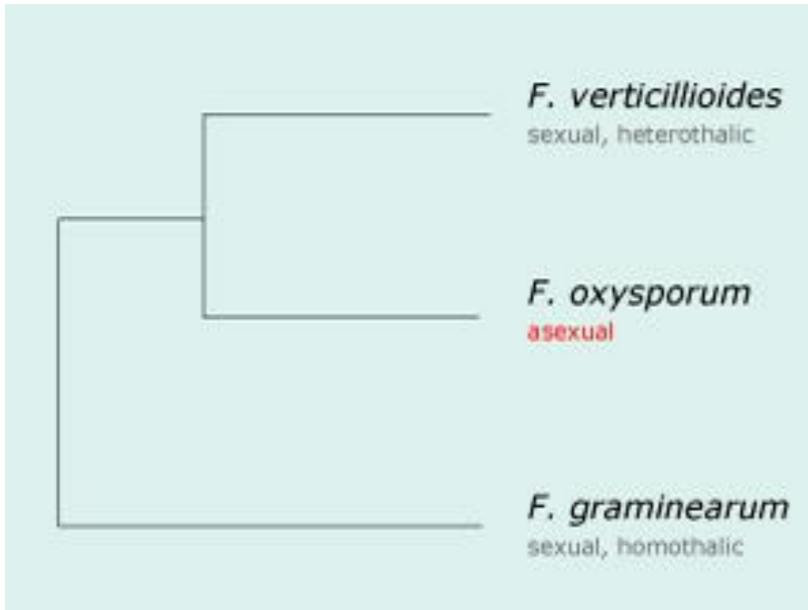 F. verticillioides
sexual, heterothalic
F. oxysporum
asexual
F. graminearum
sexual, homothalic